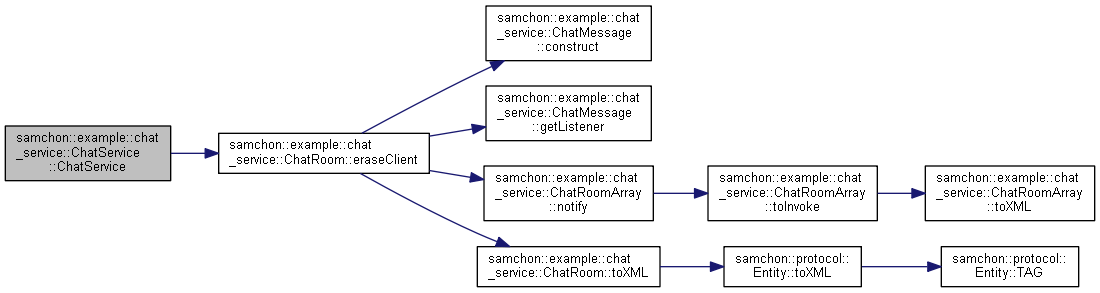 samchon::example::chat
_service::ChatService
::ChatService
samchon::example::chat
_service::ChatRoom::eraseClient
samchon::example::chat
_service::ChatMessage
::construct
samchon::example::chat
_service::ChatMessage
::getListener
samchon::example::chat
_service::ChatRoomArray
::notify
samchon::example::chat
_service::ChatRoomArray
::toInvoke
samchon::example::chat
_service::ChatRoomArray
::toXML
samchon::example::chat
_service::ChatRoom::toXML
samchon::protocol::
Entity::toXML
samchon::protocol::
Entity::TAG